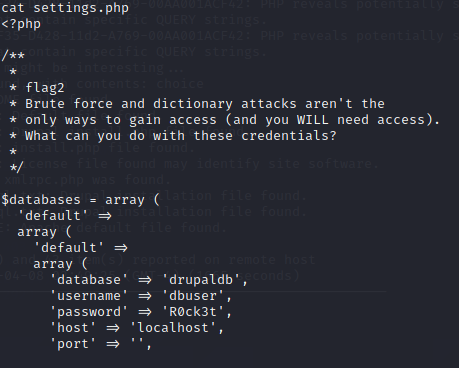 cat settings.php
<?php
/**
 *
 * flag2
 * Brute force and dictionary attacks aren't the
 * only ways to gain access (and you WILL need access).
 * What can you do with these credentials?
 *
 */
$databases = array (
  'default' =>
  array (
    'default' =>
    array (
      'database' => 'drupaldb',
      'username' => 'dbuser',
      'password' => 'R0ck3t',
      'host' => 'localhost',
      'port' => '',